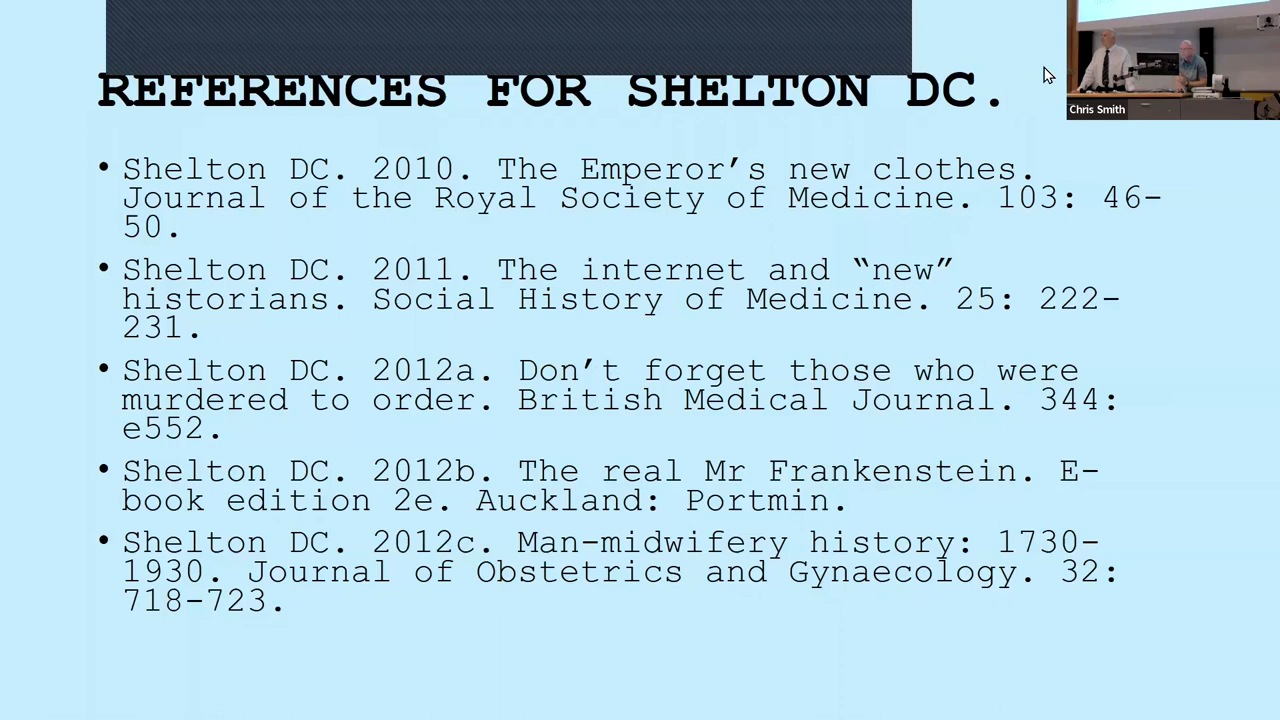 REFERENCES FOR SHELTON DC.
Chris Smith
• Shelton DC. 2010. The Emperor’s new clothes.
Journal of the Royal Society of Medicine. 103: 46-
50.
• Shelton DC. 2011. The internet and “new”
historians. Social History of Medicine. 25: 222-
231.
• Shelton DC. 2012a. Don’t forget those who were
murdered to order. British Medical Journal. 344:
e552.
• Shelton DC. 2012b. The real Mr Frankenstein. E-
book edition 2e. Auckland: Portmin.
• Shelton DC. 2012c. Man-midwifery history: 1730-
1930. Journal of Obstetrics and Gynaecology. 32:
718-723.